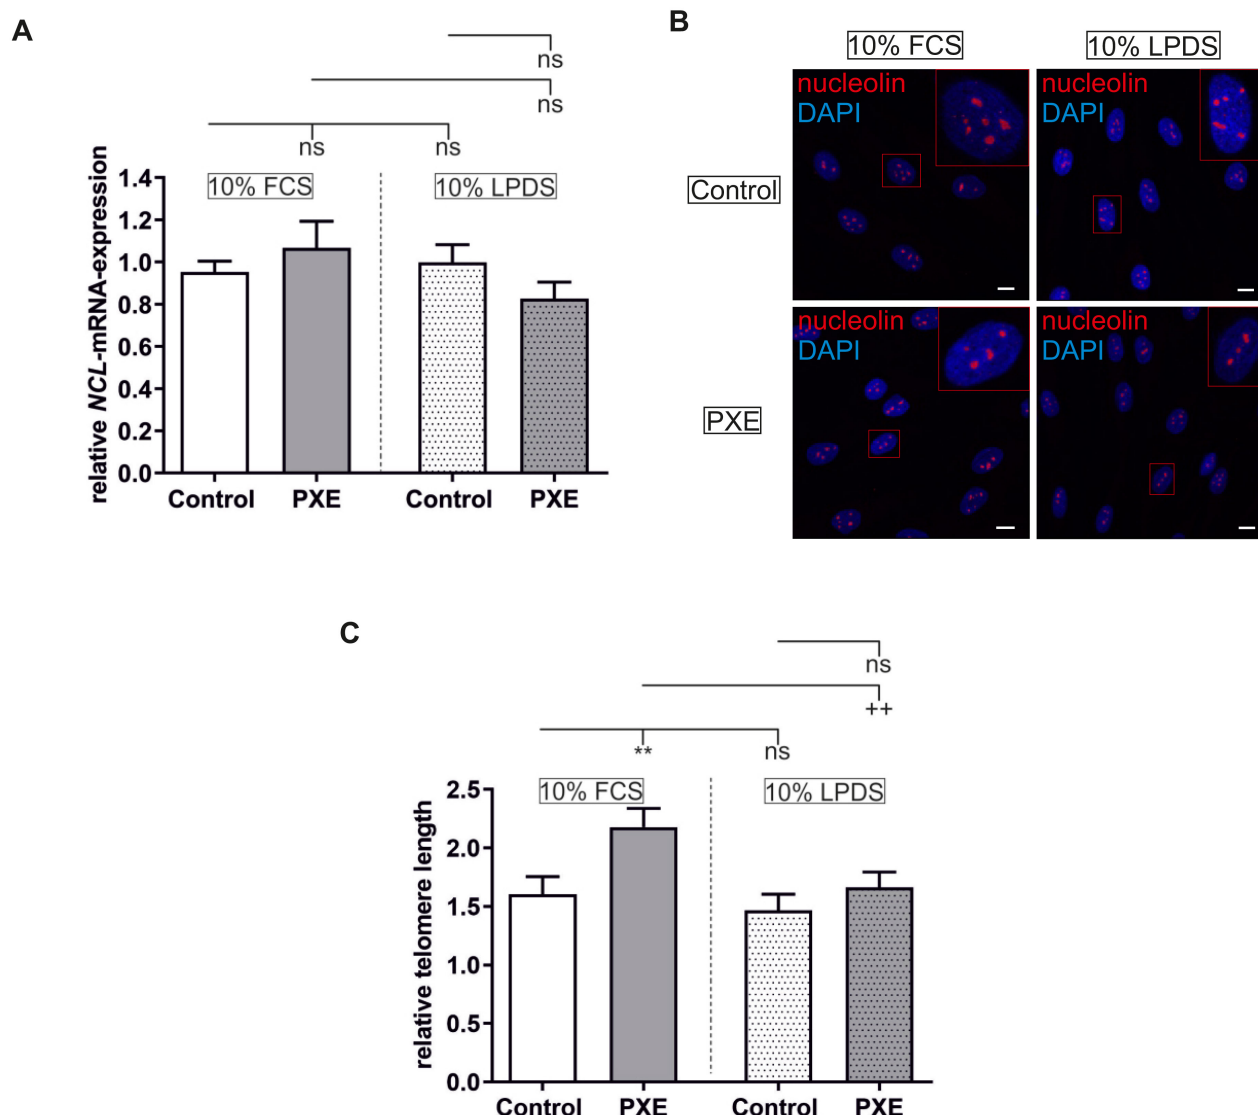 A
ns
ns
ns ns
10% FCS 10% LPDS
relative NCL-mRNA-expression
1.4
1.2
1.0
0.8
0.6
0.4
0.2
0.0
Control PXE Control PXE
B
10% FCS 10% LPDS
Control
PXE
nucleolin
DAPI
nucleolin
DAPI
nucleolin
DAPI
nucleolin
DAPI
C
ns
++
** ns
10% FCS 10% LPDS
relative telomere length
2.5
2.0
1.5
1.0
0.5
0.0
Control PXE Control PXE